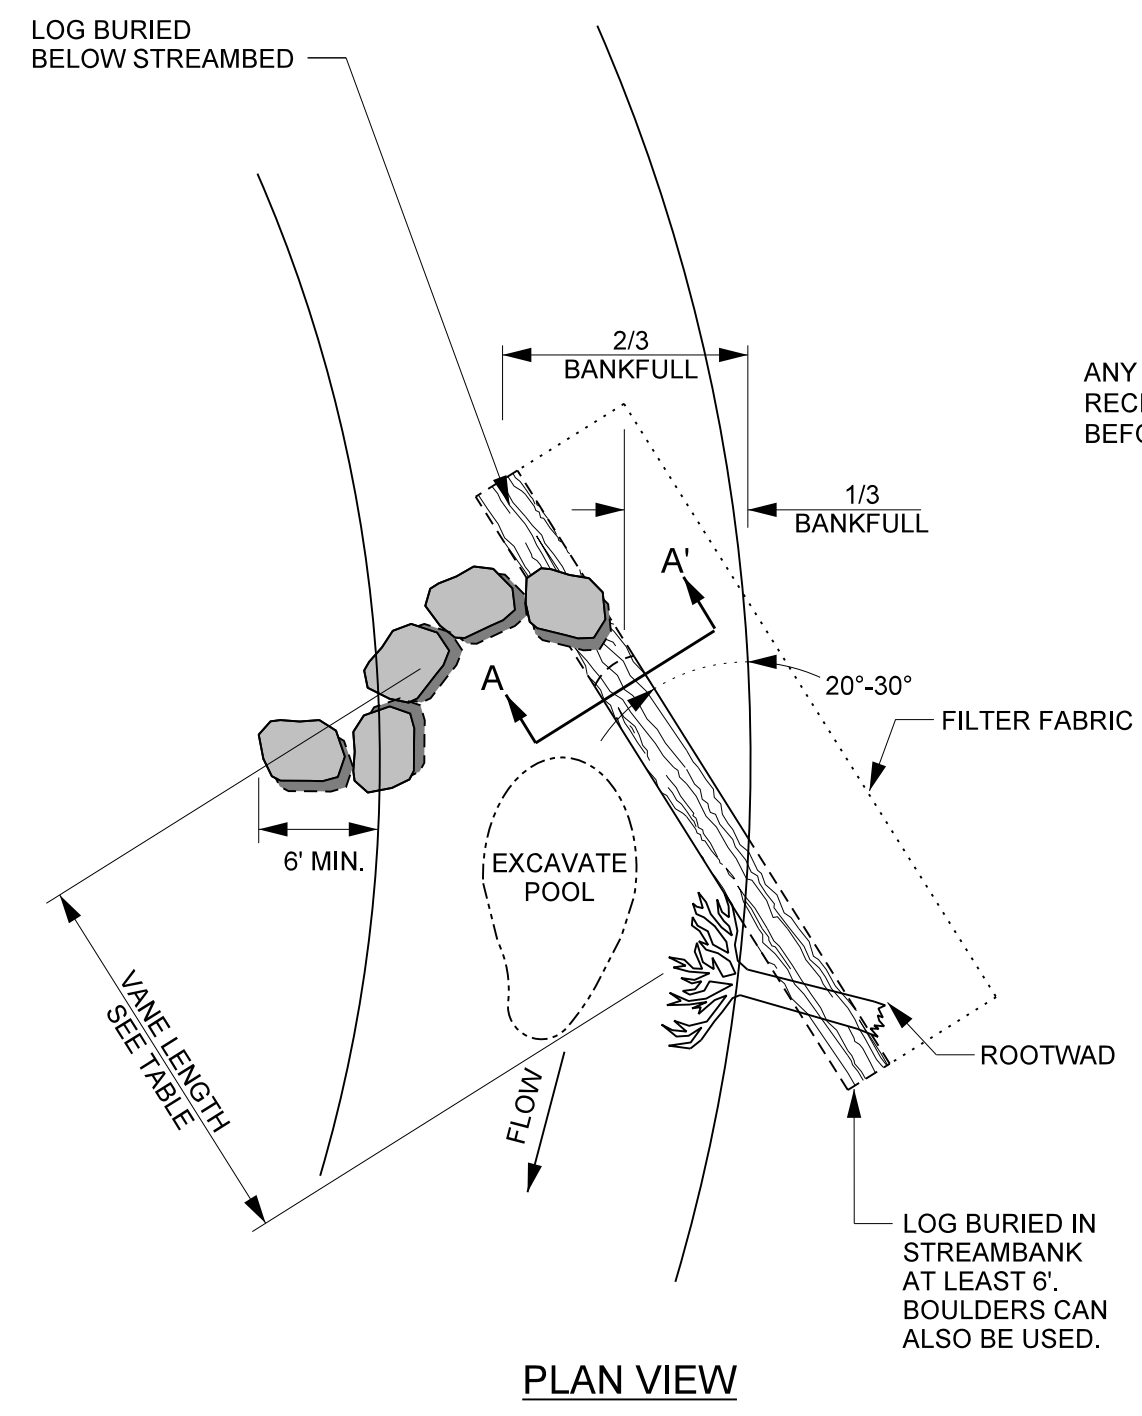 LOG BURIED
BELOW STREAMBED
2/3
BANKFULL
ANY
1/3
BANKFULL
A'
A
20°-30°
FILTER FABRIC
6' MIN.
EXCAVATE
POOL
VANE LENGTH
SEE TABLE
FLOW
ROOTWAD
LOG BURIED IN
STREAMBANK
AT LEAST 6'.
BOULDERS CAN
ALSO BE USED.
PLAN VIEW